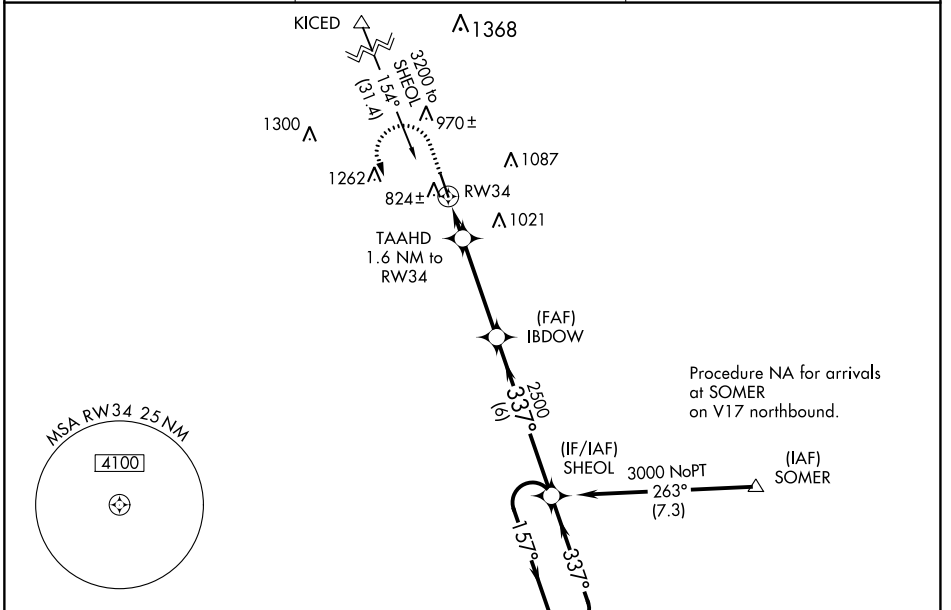 KICED
1368
3200 to
SHEOL
154°
(31.4)
970±
1300
1087
1262
824±
RW34
1021
TAAHD
1.6 NM to
RW34
(FAF)
IBDOW
Procedure NA for arrivals
at SOMER
on V17 northbound.
2500
337°
(6)
MSA RW34 25 NM
4100
(IF/IAF)
SHEOL
3000 NoPT
263°
(7.3)
(IAF)
SOMER
157°
337°